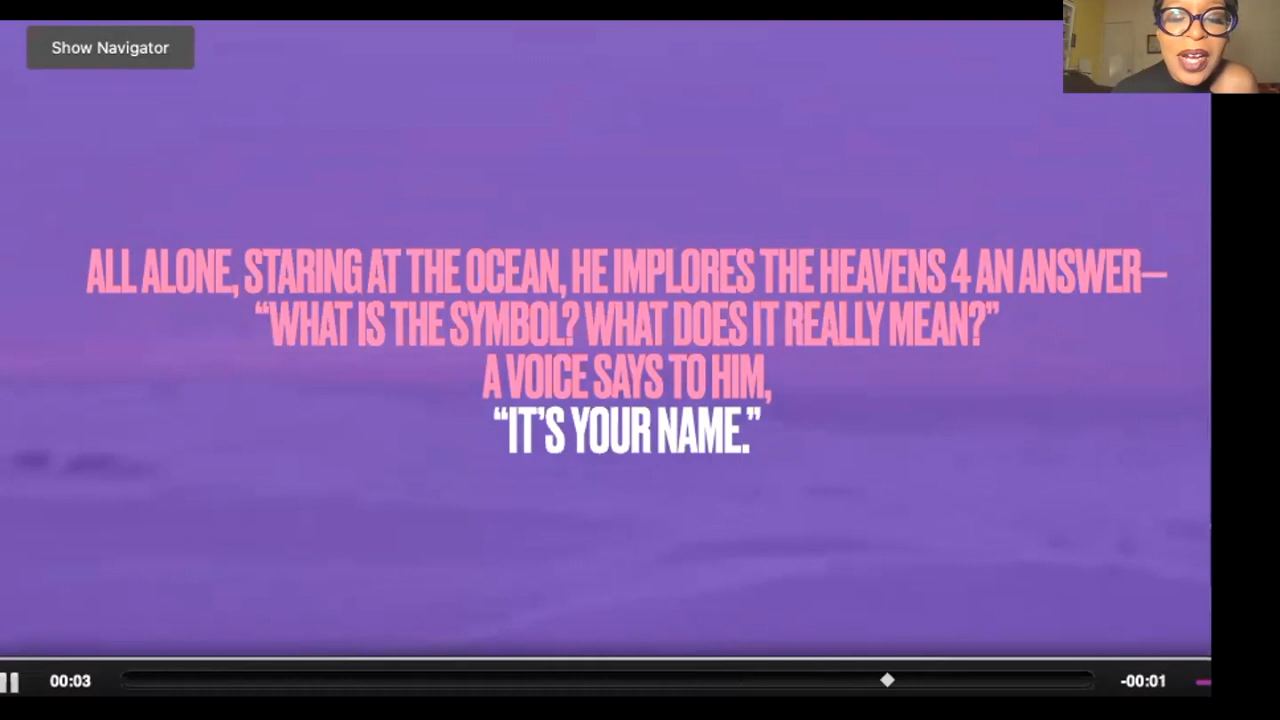 Show Navigator
ALL ALONE, STARING AT THE OCEAN, HE IMPLORES THE HEAVENS 4 AN ANSWER—
“WHAT IS THE SYMBOL? WHAT DOES IT REALLY MEAN?”
A VOICE SAYS TO HIM,
“IT’S YOUR NAME.”
00:03
-00:01